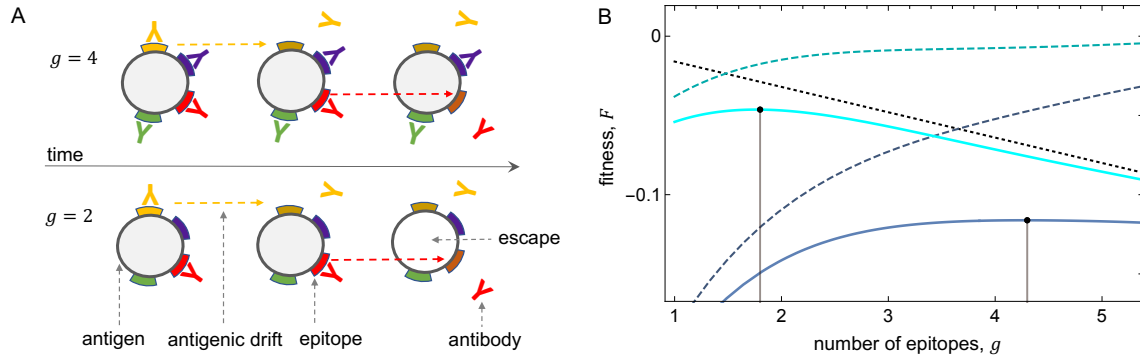 A
g = 4
time
g = 2
escape
antigen
antigenic drift
epitope
antibody
B
fitness, F
0
−0.1
1
2
3
4
5
number of epitopes, g